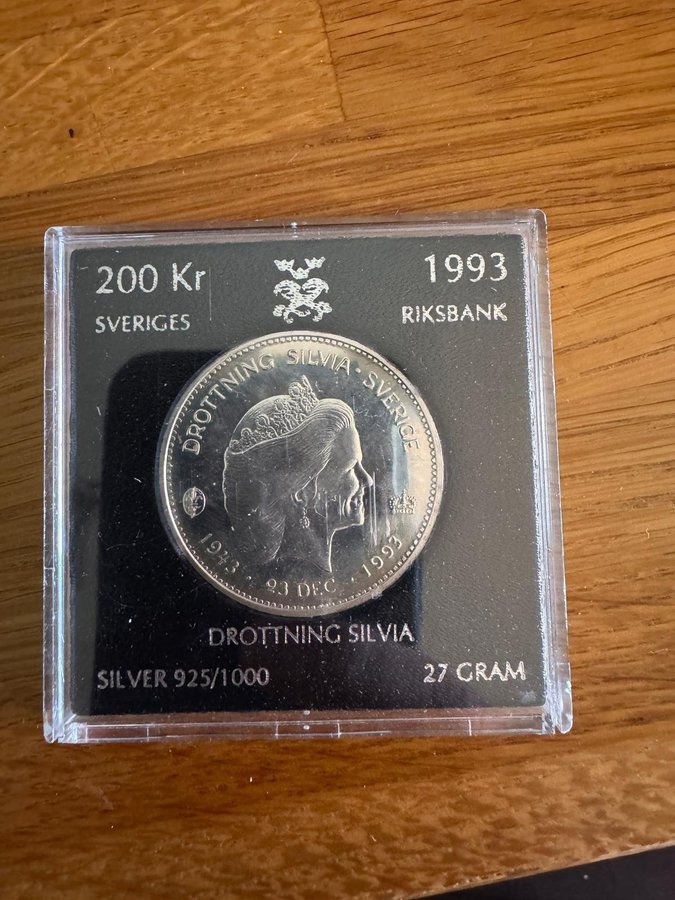 200 Kr
1993
SVERIGES
RIKSBANK
DROTTNING SILVIA · SVERIGE
1943 · 23 DEC · 1993
DROTTNING SILVIA
SILVER 925/1000
27 GRAM